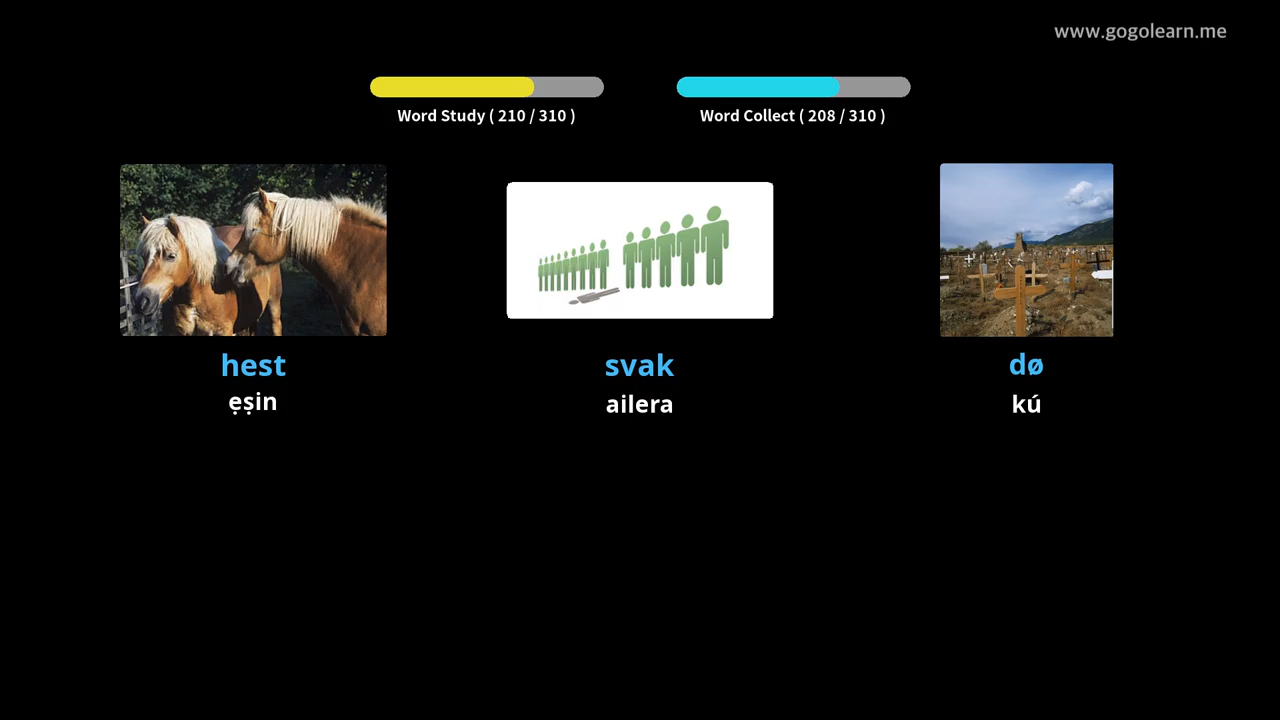 www.gogolearn.me
Word Study ( 210 / 310 )
Word Collect ( 208 / 310 )
hest
ẹṣin
svak
ailera
dø
kú